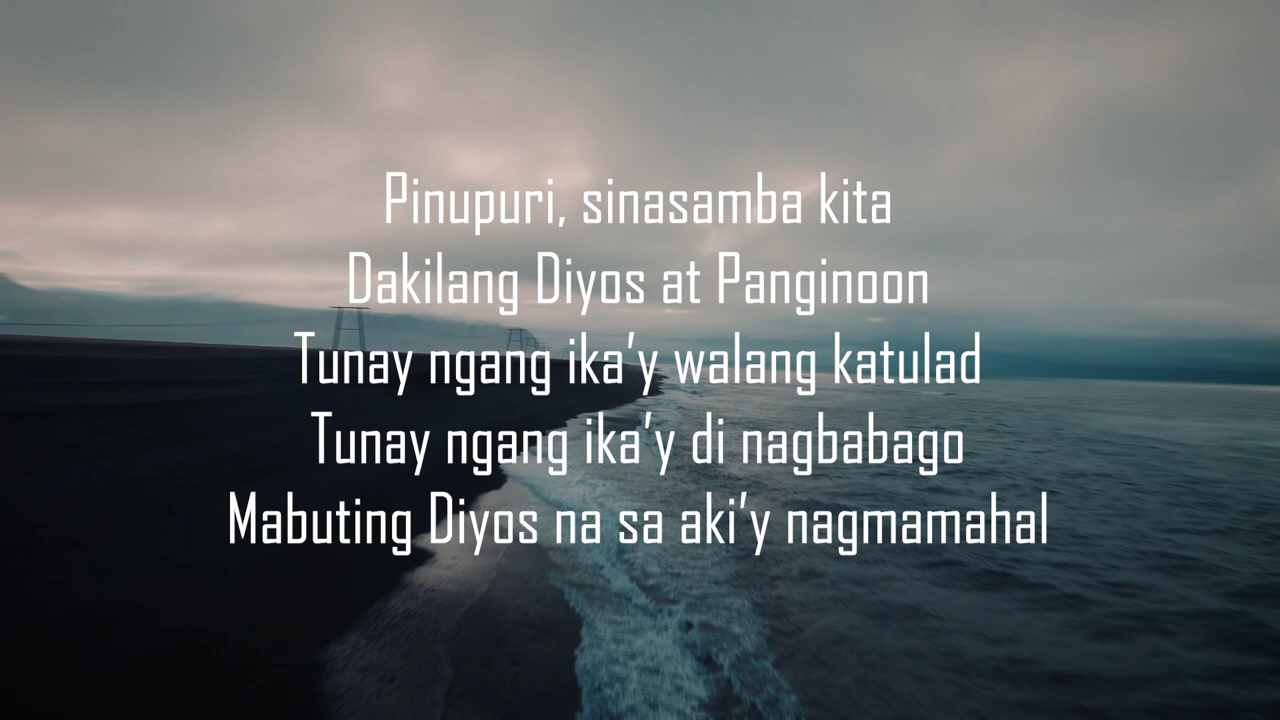 Pinupuri, sinasamba kita
Dakilang Diyos at Panginoon
Tunay ngang ika’y walang katulad
Tunay ngang ika’y di nagbabago
Mabuting Diyos na sa aki’y nagmamahal